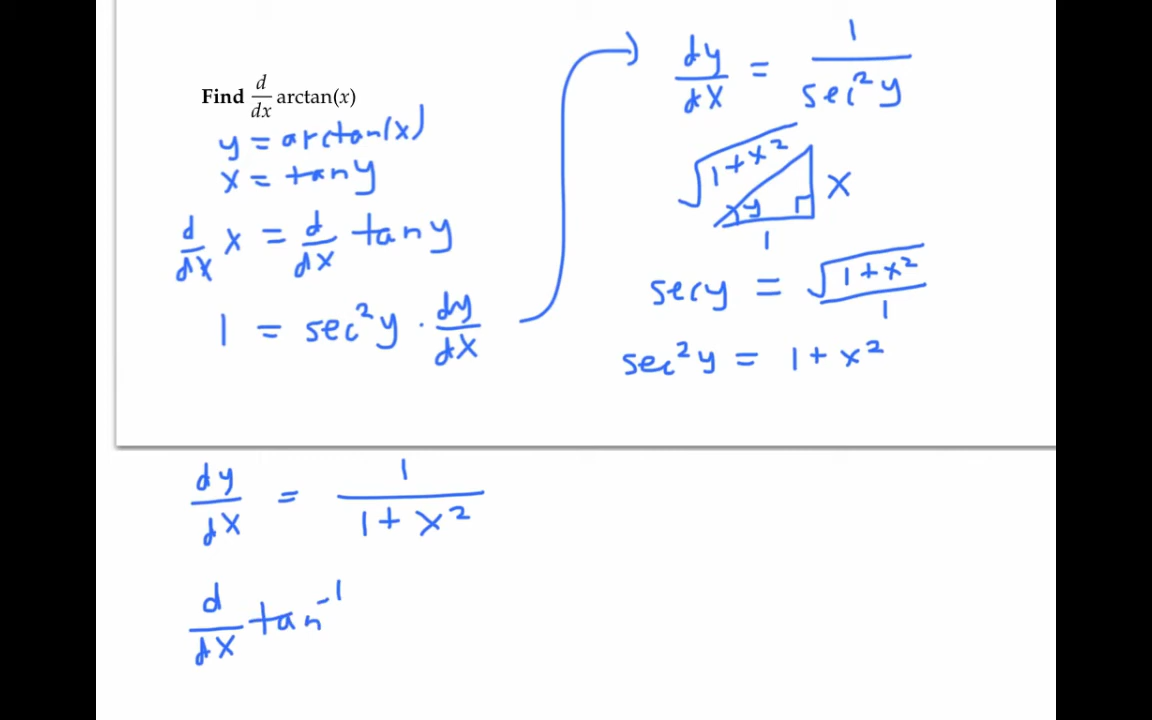 Find d/dx arctan(x)
y = arctan(x)
x = tan y
d/dx x = d/dx tan y
1 = sec²y · dy/dx
dy/dx = 1/sec²y
√1+x²
y
x
1
sec y = √1+x²/1
sec²y = 1 + x²
dy/dx = 1/1+x²
d/dx tan⁻¹